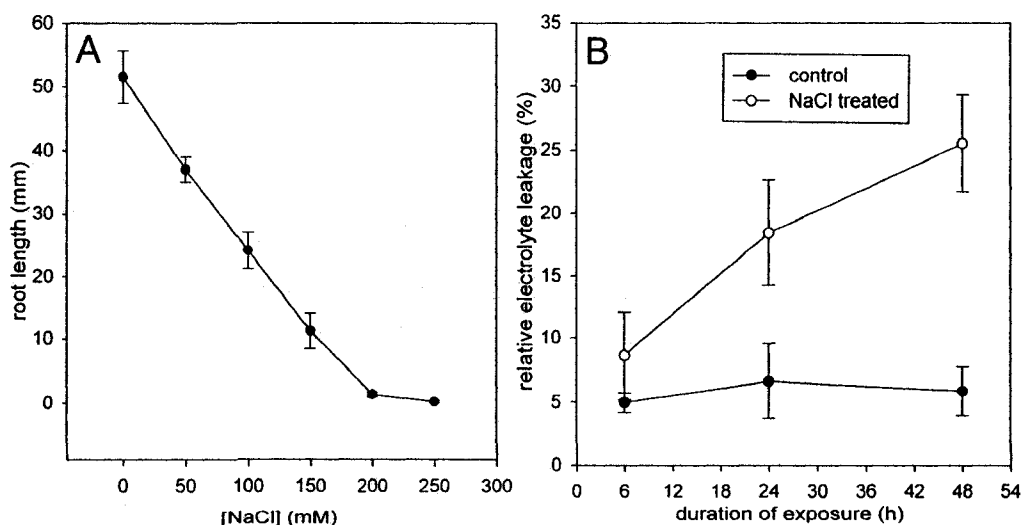 A
60
50
40
30
20
10
0
root length (mm)
0 50 100 150 200 250 300
[NaCl] (mM)
B
35
30
25
20
15
10
5
0
relative electrolyte leakage (%)
control
NaCl treated
0 6 12 18 24 30 36 42 48 54
duration of exposure (h)